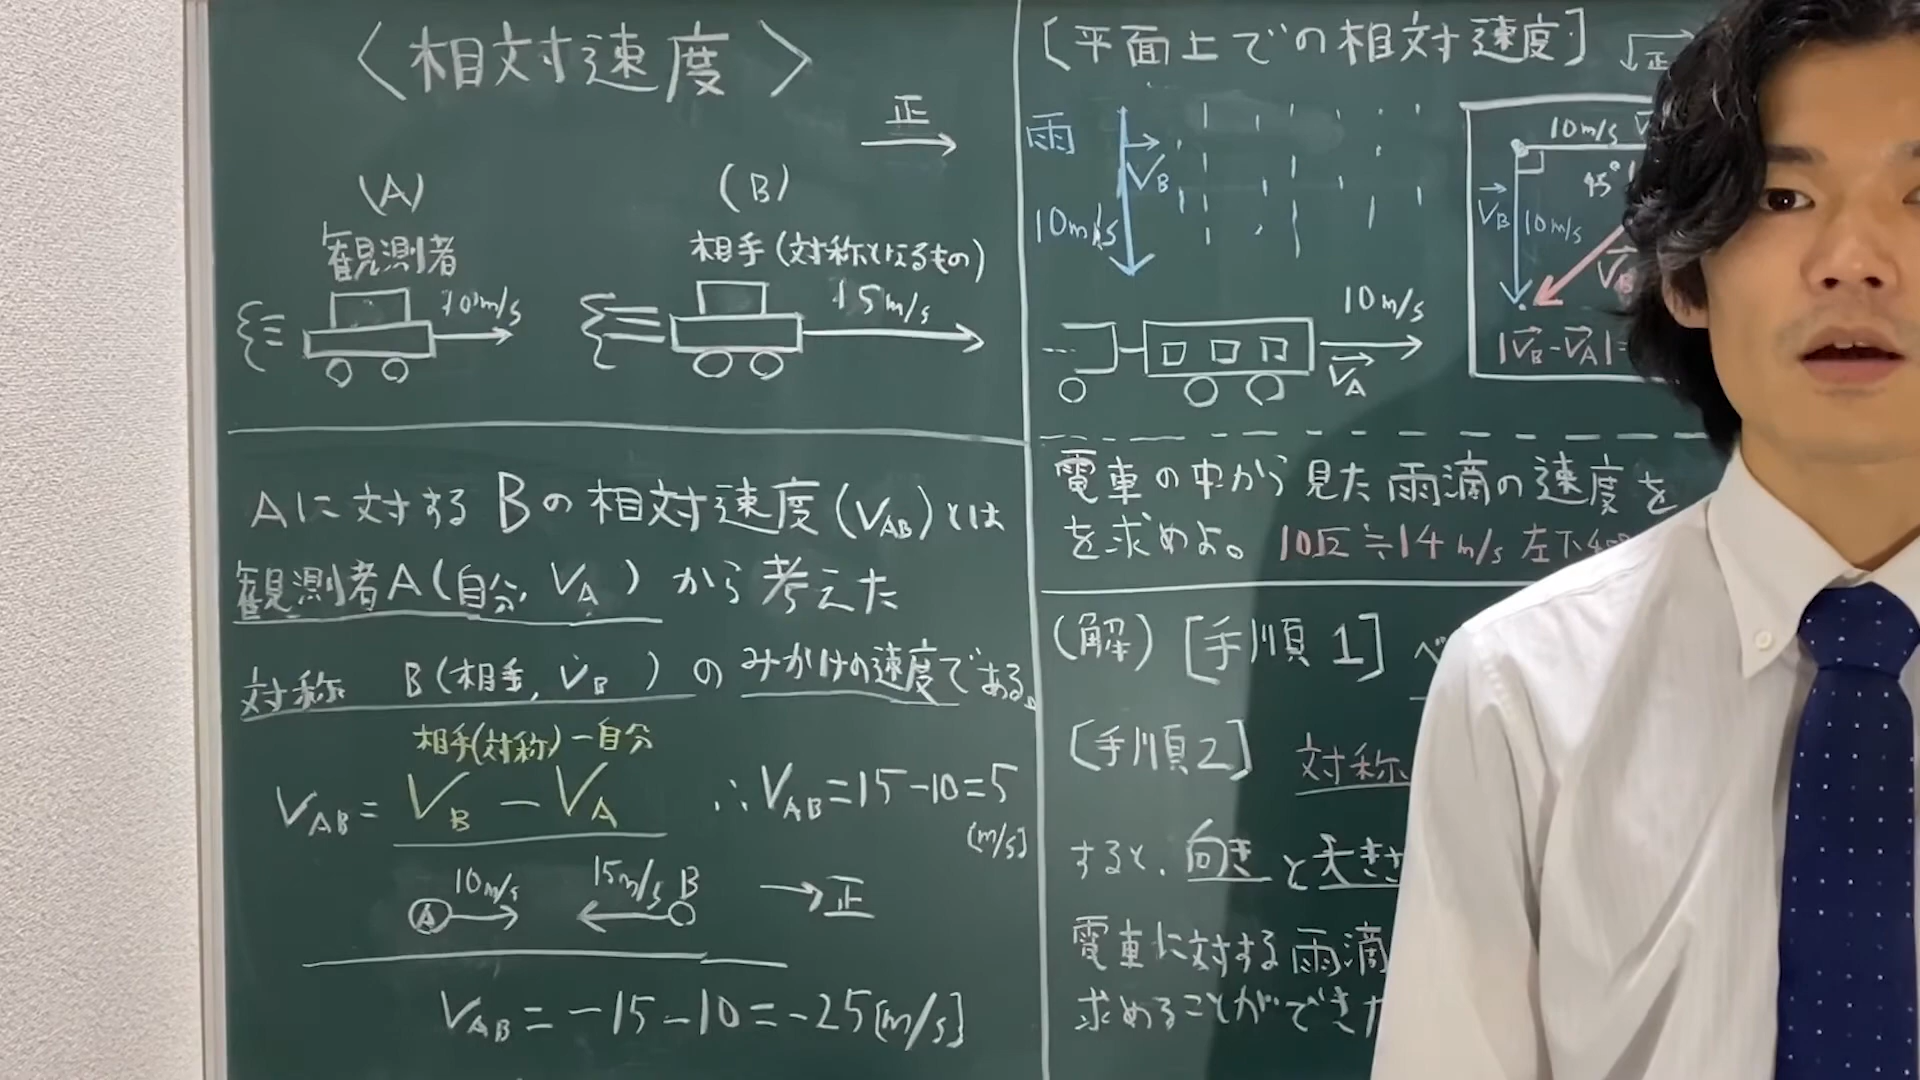 〈相対速度〉
正
(A)
(B)
観測者
相手(対称となるもの)
10m/s
15m/s
Aに対するBの相対速度(VAB)とは
観測者A(自分, VA)から考えた
対称 B(相手, VB)のみかけの速度である。
相手(対称)−自分
VAB=VB−VA
∴VAB=15−10=5
(m/s)
A 10m/s
15m/s B
→正
VAB=−15−10=−25[m/s]
[平面上での相対速度]
正
雨
VB
10m/s
10m/s
VA
10m/s
45°
VB 10m/s
|VB−VA|=
電車の中から見た雨滴の速度を
を求めよ。 10√2≒14m/s 左下
(解)[手順1]
[手順2] 対称
すると、向きと大きさ
電車に対する雨滴
求めることができ